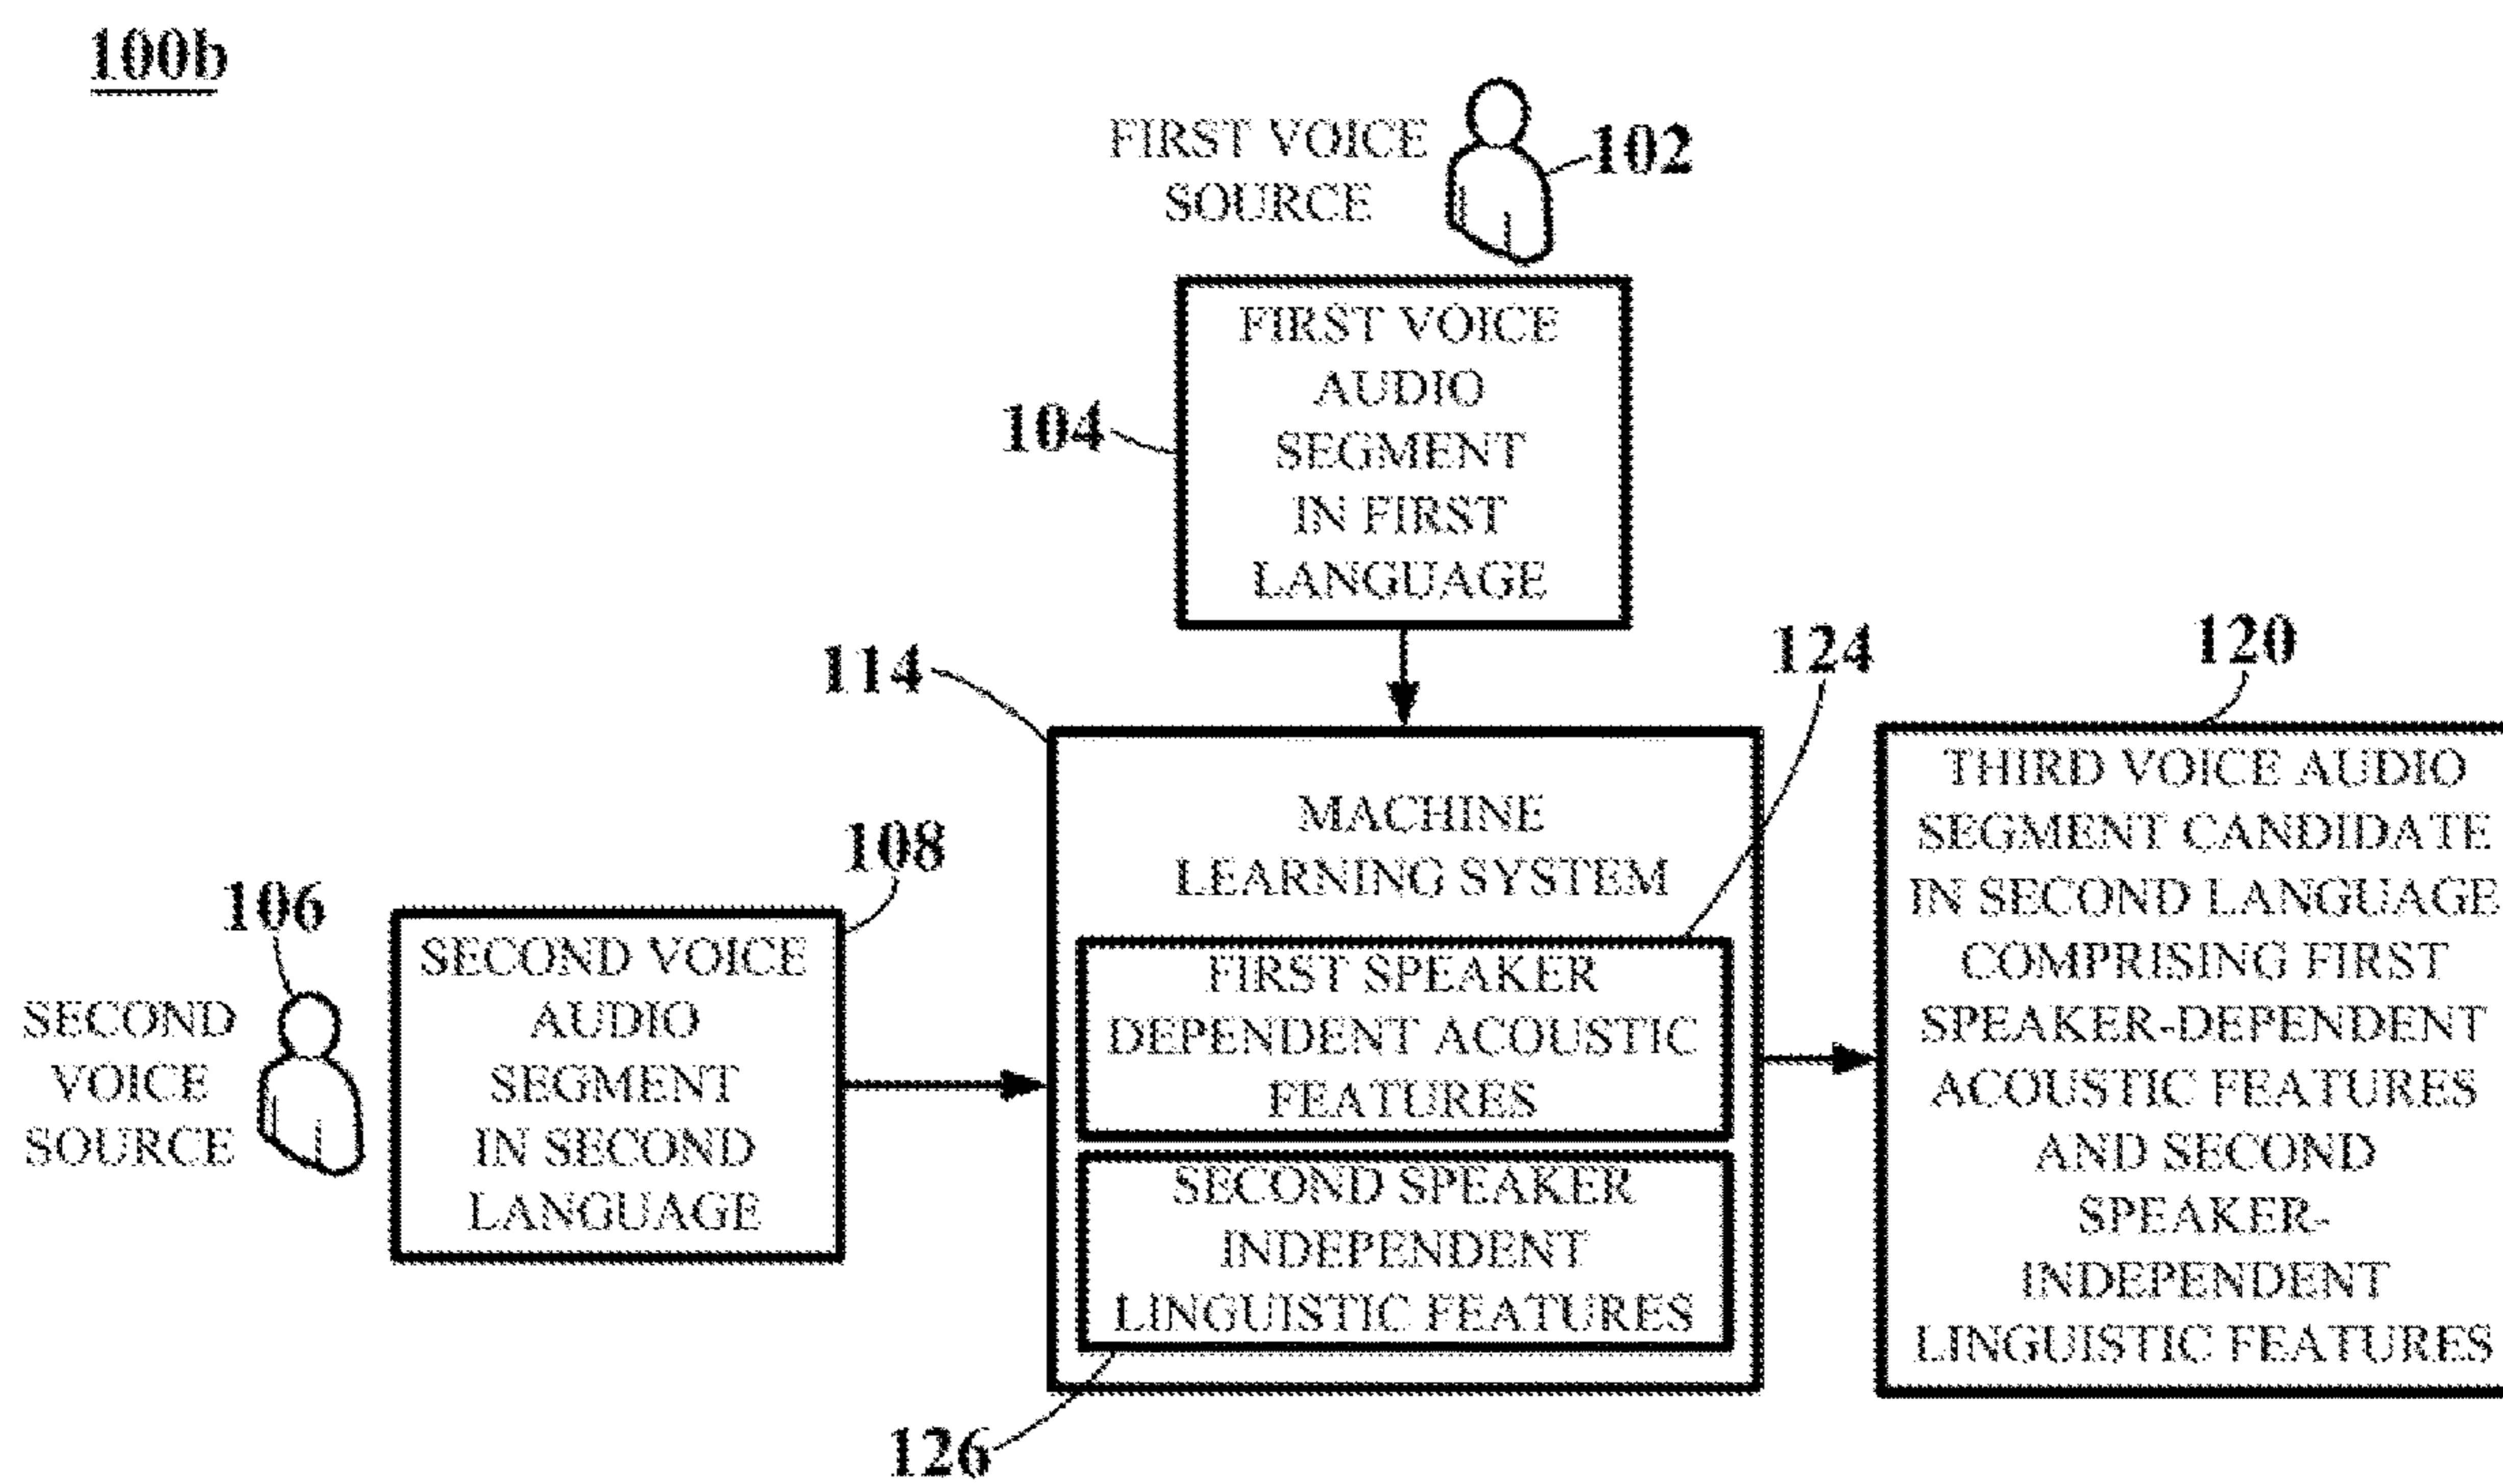 100b
FIRST VOICE
SOURCE
102
FIRST VOICE
AUDIO
SEGMENT
IN FIRST
LANGUAGE
104
114
124
120
MACHINE
LEARNING SYSTEM
FIRST SPEAKER
DEPENDENT ACOUSTIC
FEATURES
SECOND SPEAKER
INDEPENDENT
LINGUISTIC FEATURES
126
106
SECOND
VOICE
SOURCE
108
SECOND VOICE
AUDIO
SEGMENT
IN SECOND
LANGUAGE
THIRD VOICE AUDIO
SEGMENT CANDIDATE
IN SECOND LANGUAGE
COMPRISING FIRST
SPEAKER-DEPENDENT
ACOUSTIC FEATURES
AND SECOND
SPEAKER-
INDEPENDENT
LINGUISTIC FEATURES